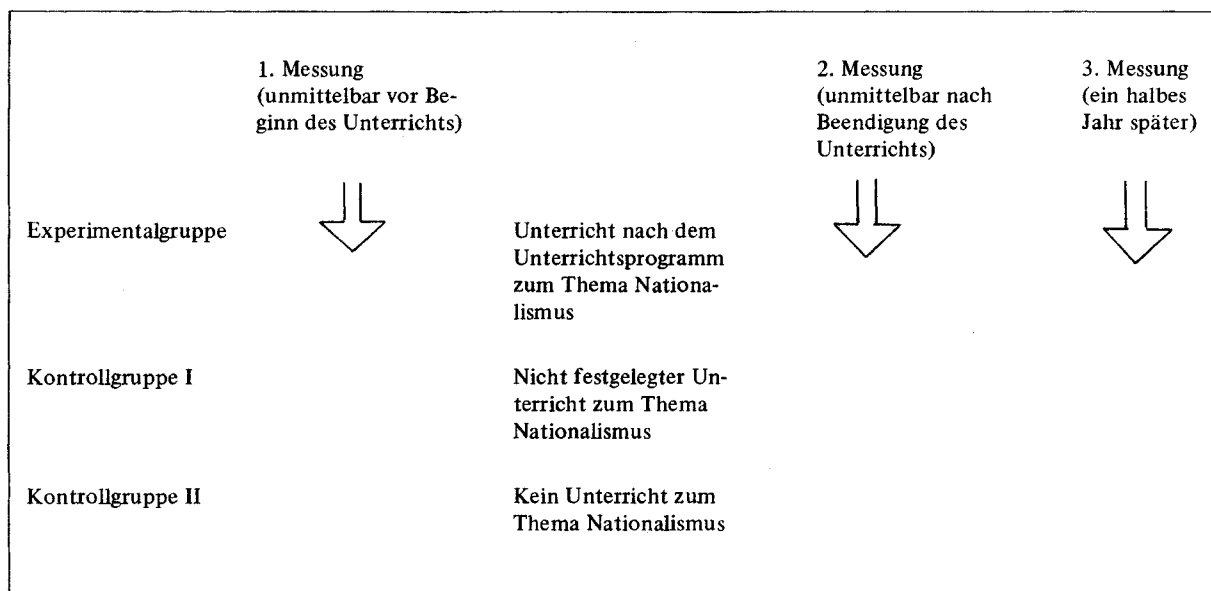 1. Messung
(unmittelbar vor Be-
ginn des Unterrichts)
2. Messung
(unmittelbar nach
Beendigung des
Unterrichts)
3. Messung
(ein halbes
Jahr später)
Experimentalgruppe
Unterricht nach dem
Unterrichtsprogramm
zum Thema Nationa-
lismus
Kontrollgruppe I
Nicht festgelegter Un-
terricht zum Thema
Nationalismus
Kontrollgruppe II
Kein Unterricht zum
Thema Nationalismus